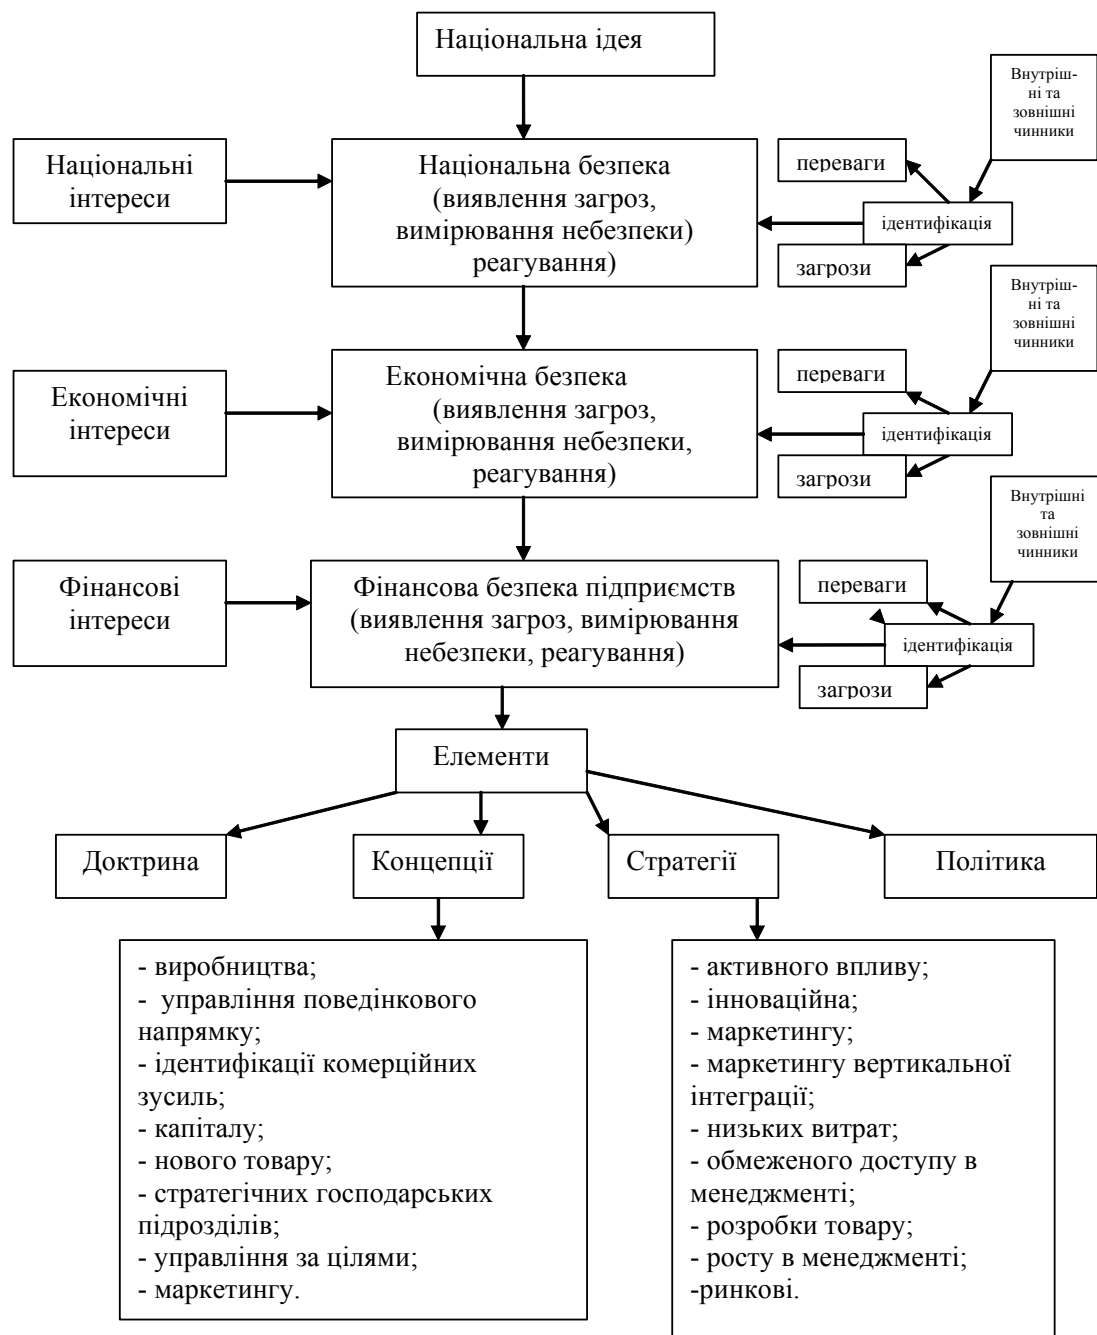 Національна ідея
Внутріш-
ні та
зовнішні
чинники
Національні
інтереси
Національна безпека
(виявлення загроз,
вимірювання небезпеки)
реагування)
переваги
ідентифікація
загрози
Внутріш-
ні та
зовнішні
чинники
Економічні
інтереси
Економічна безпека
(виявлення загроз,
вимірювання небезпеки,
реагування)
переваги
ідентифікація
загрози
Внутрішні
та
зовнішні
чинники
Фінансові
інтереси
Фінансова безпека підприємств
(виявлення загроз, вимірювання
небезпеки, реагування)
переваги
ідентифікація
загрози
Елементи
Доктрина
Концепції
Стратегії
Політика
- виробництва;
- управління поведінкового
напрямку;
- ідентифікації комерційних
зусиль;
- капіталу;
- нового товару;
- стратегічних господарських
підрозділів;
- управління за цілями;
- маркетингу.
- активного впливу;
- інноваційна;
- маркетингу;
- маркетингу вертикальної
інтеграції;
- низьких витрат;
- обмеженого доступу в
менеджменті;
- розробки товару;
- росту в менеджменті;
-ринкові.